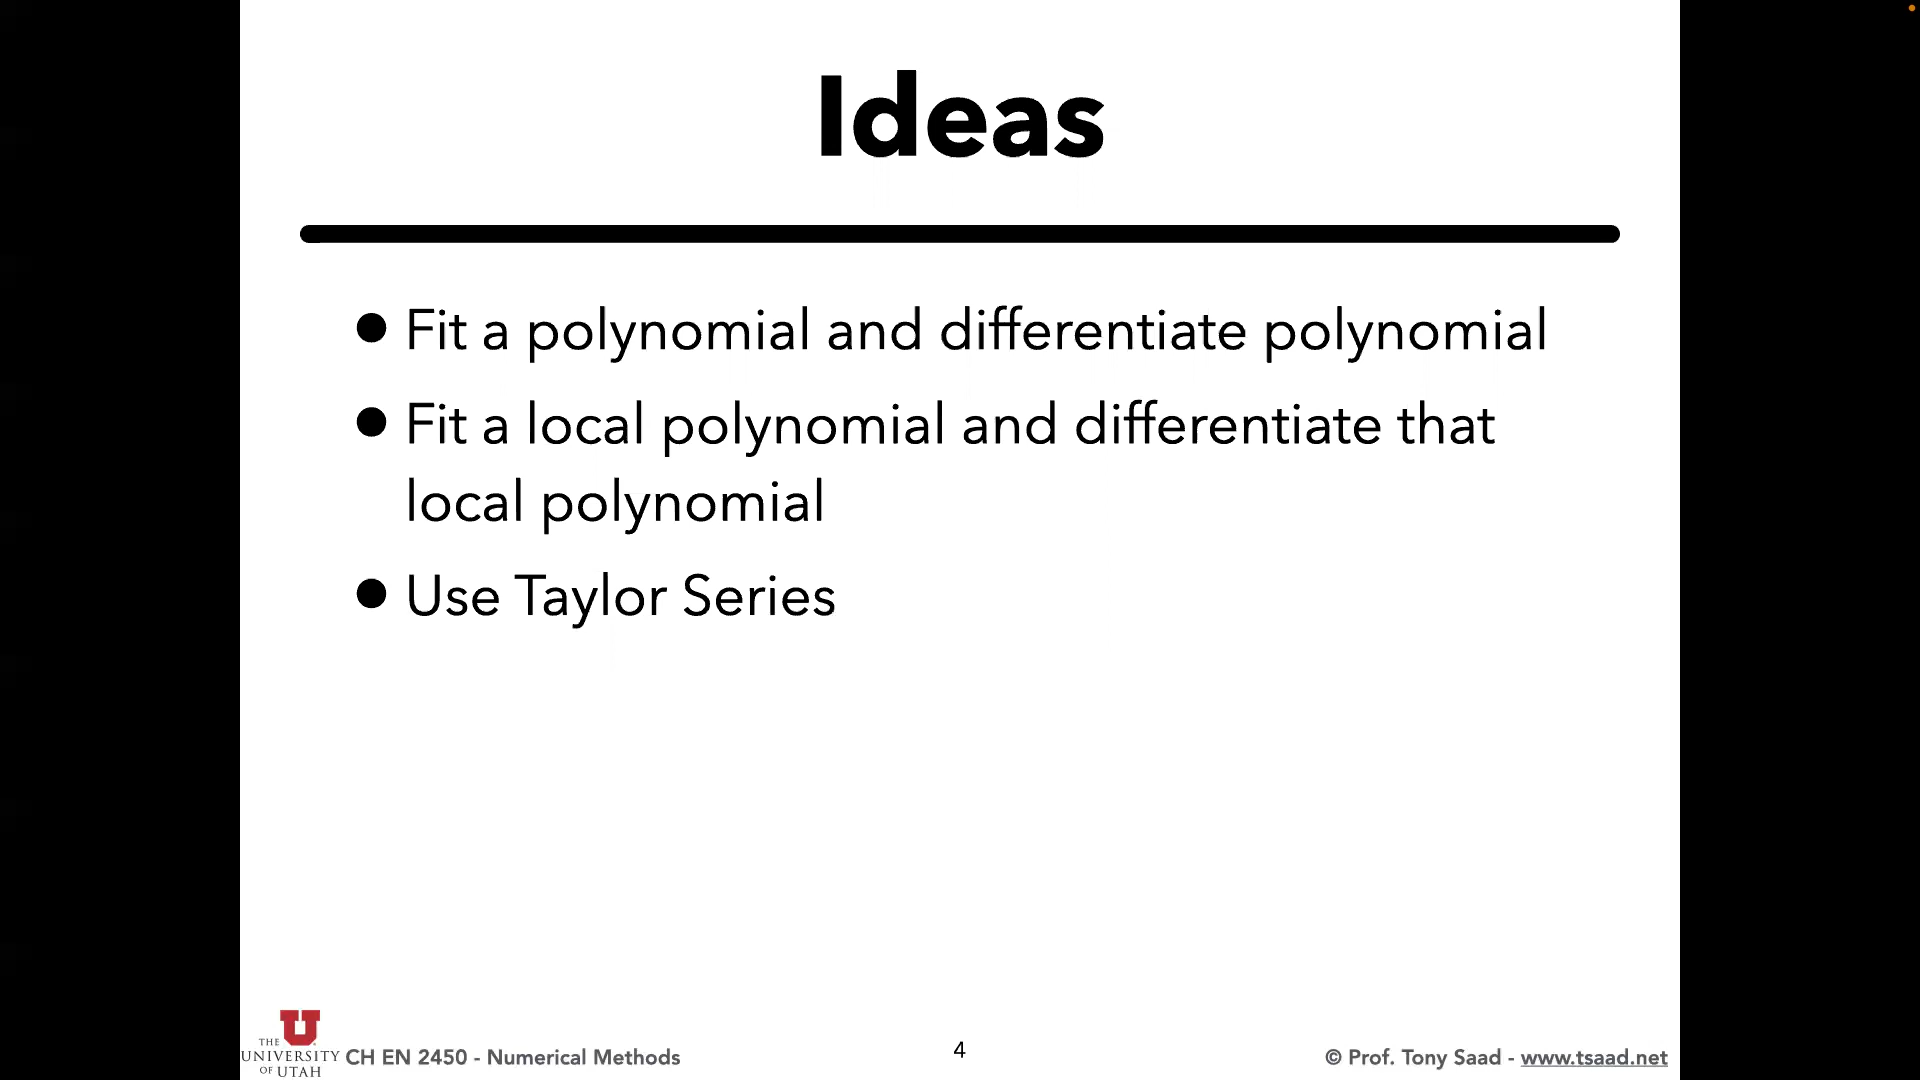 Ideas
● Fit a polynomial and differentiate polynomial
● Fit a local polynomial and differentiate that
local polynomial
● Use Taylor Series
THE
UNIVERSITY
OF UTAH
CH EN 2450 - Numerical Methods
4
© Prof. Tony Saad - www.tsaad.net